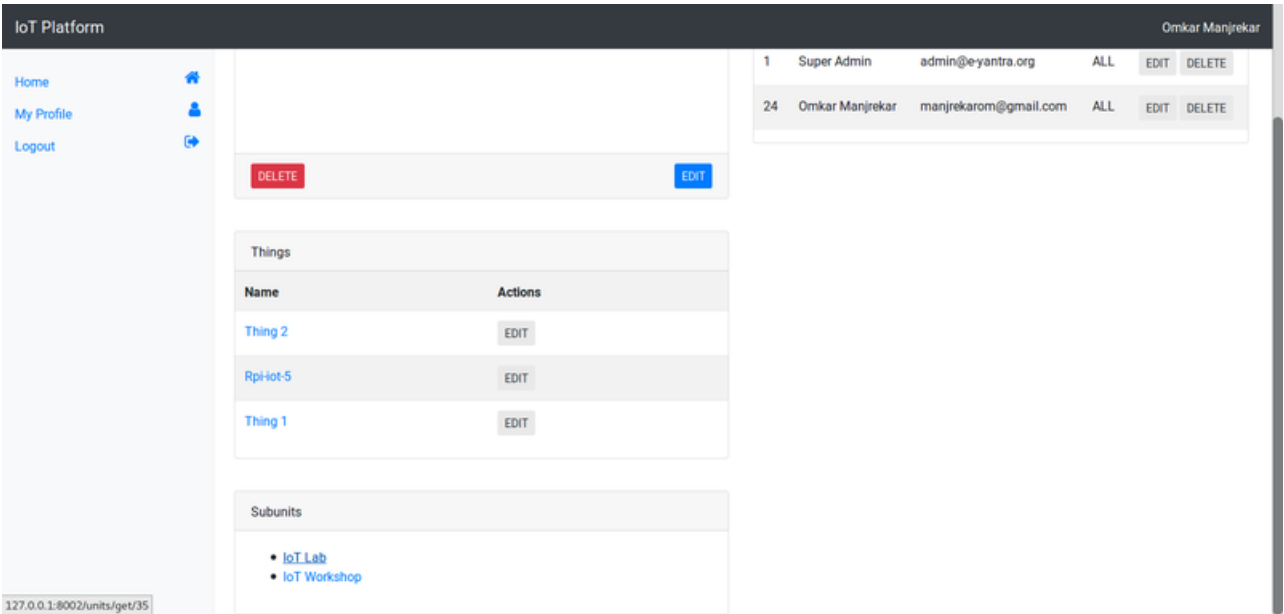 IoT Platform
Omkar Manjrekar
Home
My Profile
Logout
DELETE
EDIT
1 Super Admin admin@e-yantra.org ALL EDIT DELETE
24 Omkar Manjrekar manjrekarom@gmail.com ALL EDIT DELETE
Things
Name Actions
Thing 2 EDIT
Rpi-iot-5 EDIT
Thing 1 EDIT
Subunits
• IoT Lab
• IoT Workshop
127.0.0.1:8002/units/get/35